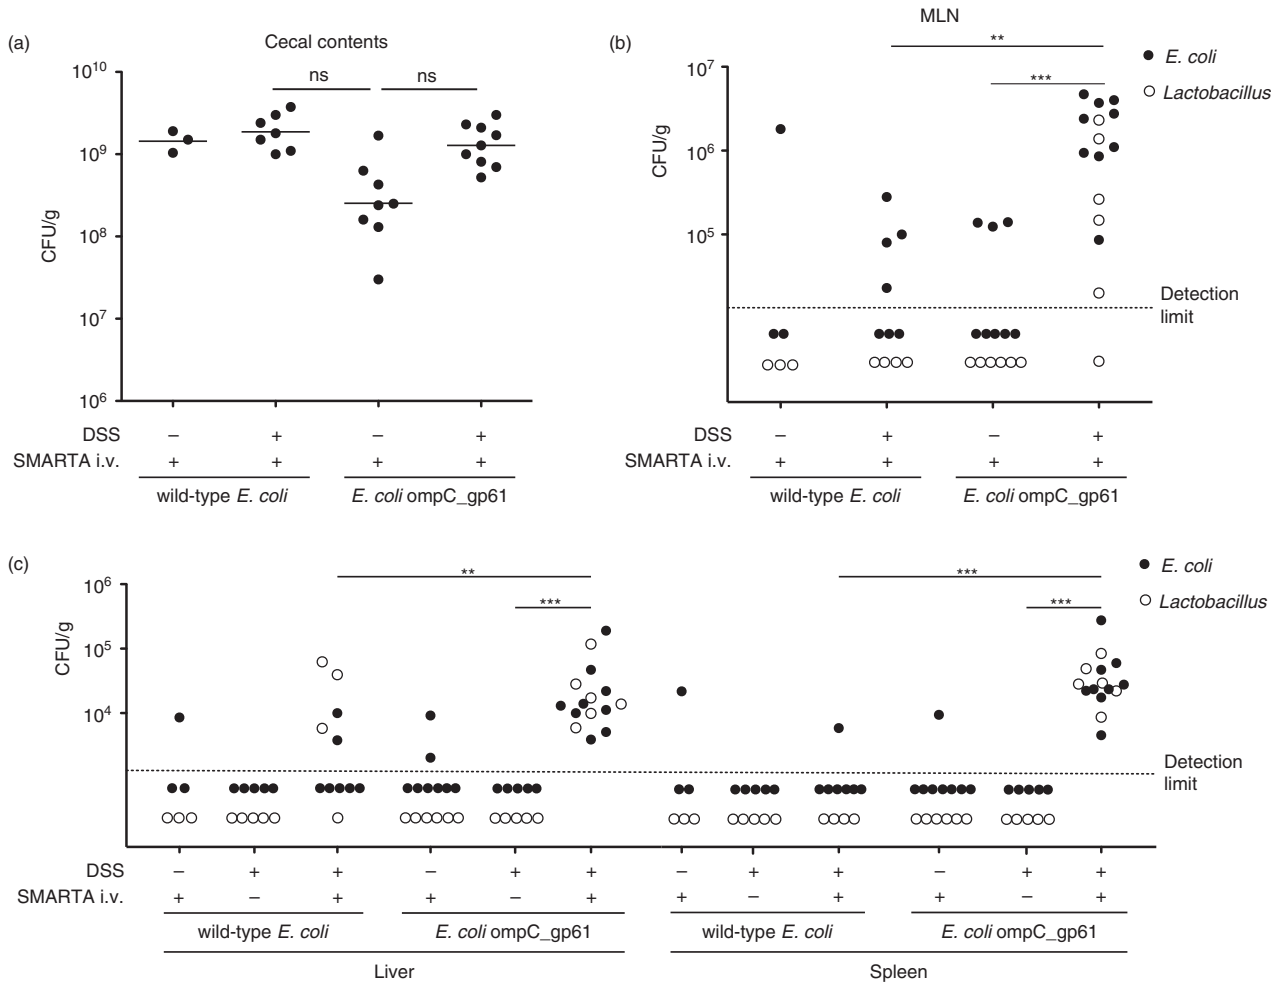 (a)
Cecal contents
ns
ns
10^10
10^9
10^8
10^7
10^6
CFU/g
DSS – + – +
SMARTA i.v. + + + +
wild-type E. coli
E. coli ompC_gp61
(b)
MLN
**
***
E. coli
Lactobacillus
10^7
10^6
10^5
CFU/g
Detection
limit
DSS – + – +
SMARTA i.v. + + + +
wild-type E. coli
E. coli ompC_gp61
(c)
**
***
***
***
E. coli
Lactobacillus
10^6
10^5
10^4
CFU/g
Detection
limit
DSS – + + – + + – + + – + +
SMARTA i.v. + – + + – + + – + + – +
wild-type E. coli
E. coli ompC_gp61
wild-type E. coli
E. coli ompC_gp61
Liver
Spleen